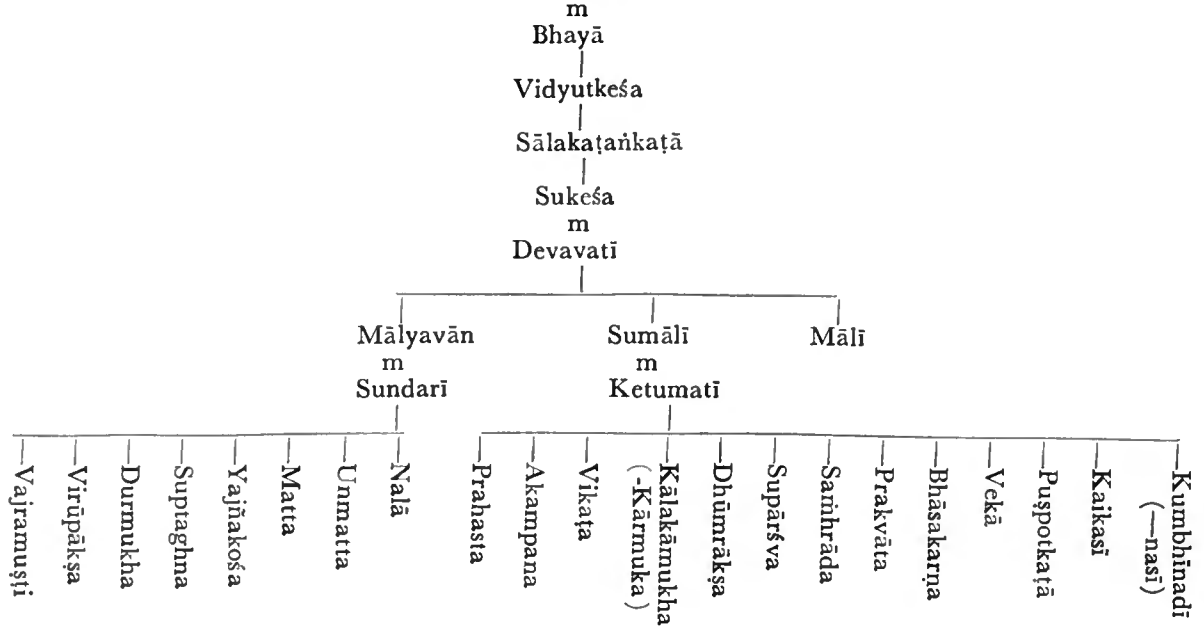 m
Bhayā
Vidyutkeśa
Sālakaṭaṅkaṭā
Sukeśa
m
Devavatī
Mālyavān Sumālī Mālī
m m
Sundarī Ketumatī
Vajramuṣṭi
Virūpākṣa
Durmukha
Suptaghna
Yajñakośa
Matta
Unmatta
Nalā
Prahasta
Akampana
Vikaṭa
Kālakāmukha
(-Kārmuka)
Dhūmrākṣa
Supārśva
Saṁhrāda
Prakvāta
Bhāsakarṇa
Vekā
Puṣpotkaṭā
Kaikasī
Kumbhīnadī
(—nasī)